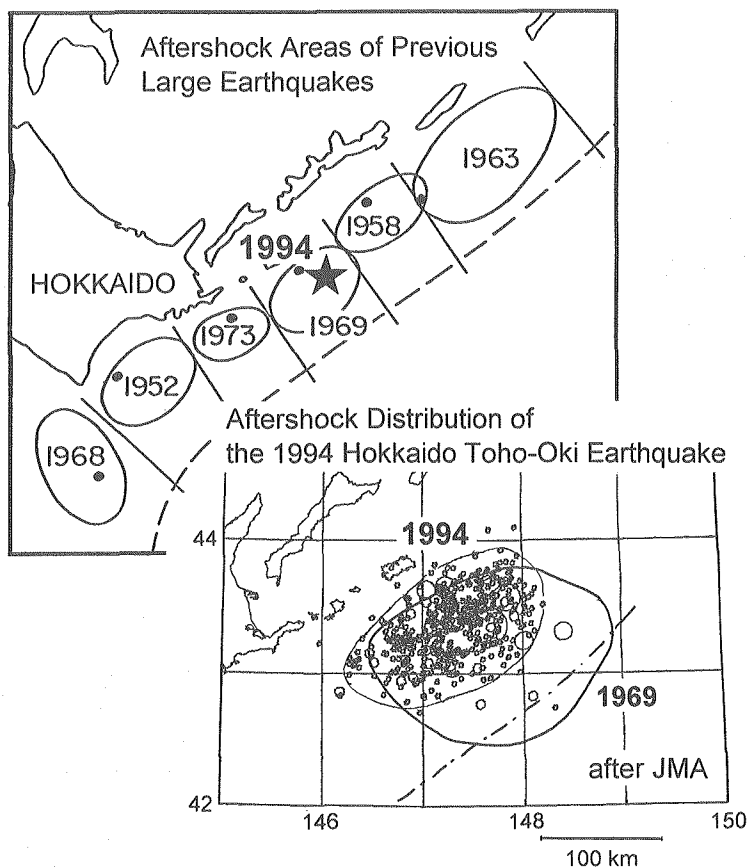 Aftershock Areas of Previous
Large Earthquakes
1963
1958
1994
HOKKAIDO
1969
1973
1952
1968
Aftershock Distribution of
the 1994 Hokkaido Toho-Oki Earthquake
44
1994
1969
after JMA
42
146
148
150
100 km